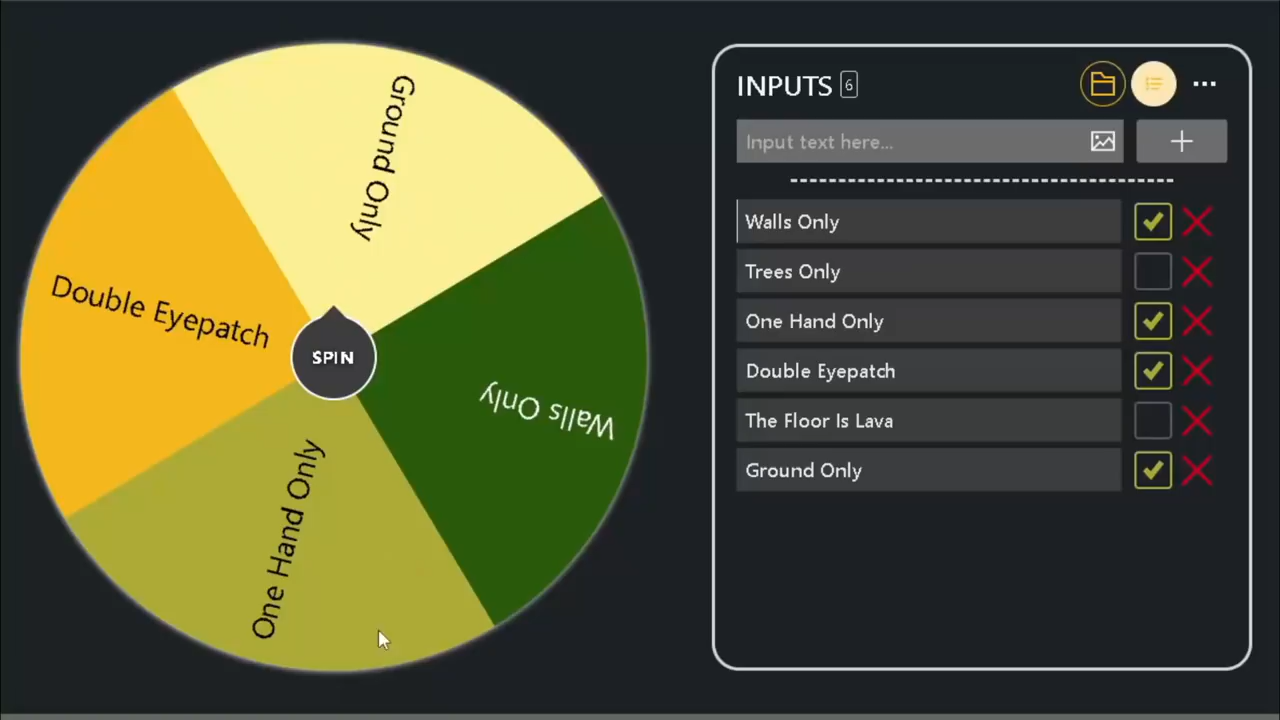 Ground Only
Double Eyepatch
SPIN
Walls Only
One Hand Only
INPUTS 6
Input text here...
Walls Only
Trees Only
One Hand Only
Double Eyepatch
The Floor Is Lava
Ground Only